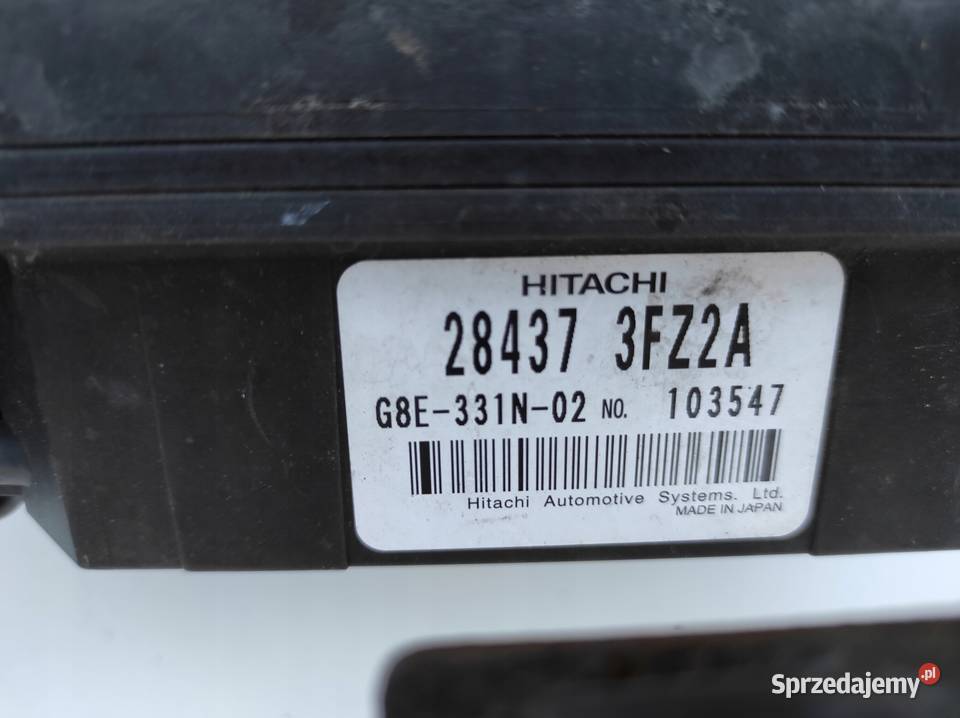 HITACHI
28437 3FZ2A
G8E-331N-02 NO. 103547
Hitachi Automotive Systems. Ltd.
MADE IN JAPAN
Sprzedajemy.pl